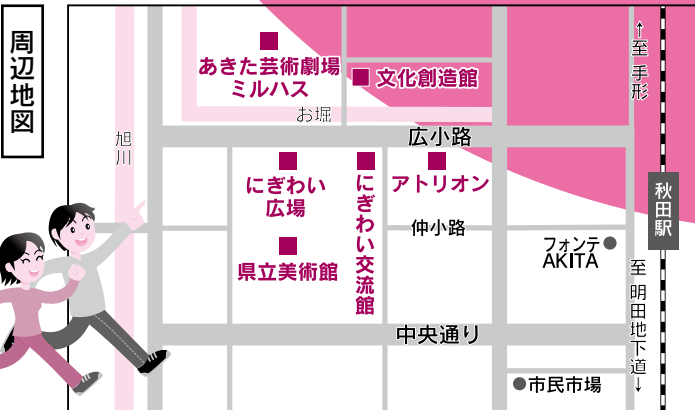 周辺地図
あきた芸術劇場
ミルハス
文化創造館
お堀
↑至 手形
旭川
広小路
にぎわい
広場
にぎわい交流館
アトリオン
秋田駅
仲小路
県立美術館
フォンテ
AKITA
至 明田地下道↓
中央通り
市民市場